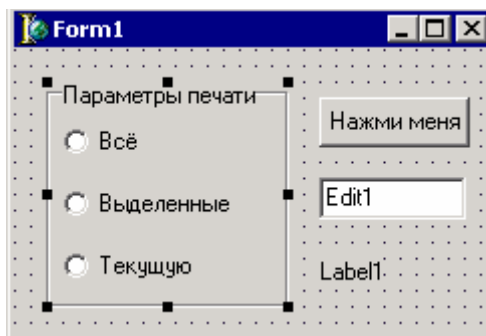 Form1
Параметры печати
Всё
Выделенные
Текущую
Нажми меня
Edit1
Label1